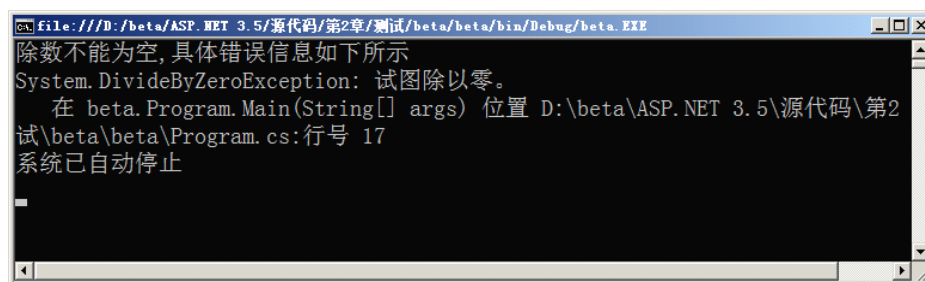 file:///D:/beta/ASP.NET 3.5/源代码/第2章/测试/beta/beta/bin/Debug/beta.EXE
除数不能为空,具体错误信息如下所示
System.DivideByZeroException: 试图除以零。
   在 beta.Program.Main(String[] args) 位置 D:\beta\ASP.NET 3.5\源代码\第2
试\beta\beta\Program.cs:行号 17
系统已自动停止